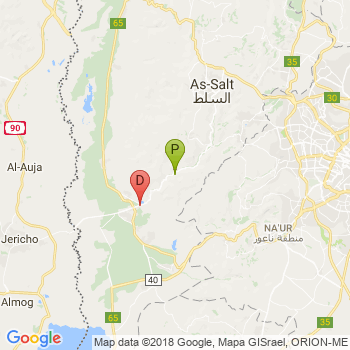 65
35
As-Salt
السلط
30
P
90
Al-Auja
D
NA'UR
منطقة ناعور
35
Jericho
40
Almog
65
Google
Map data ©2018 Google, Mapa GISrael, ORION-ME